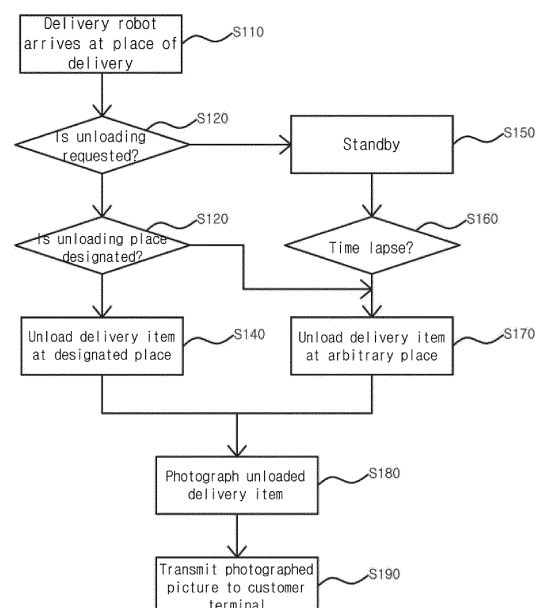 Delivery robot
arrives at place of
delivery
S110
Is unloading
requested?
S120
Standby
S150
Is unloading place
designated?
S120
Time lapse?
S160
Unload delivery item
at designated place
S140
Unload delivery item
at arbitrary place
S170
Photograph unloaded
delivery item
S180
Transmit photographed
picture to customer
terminal
S190